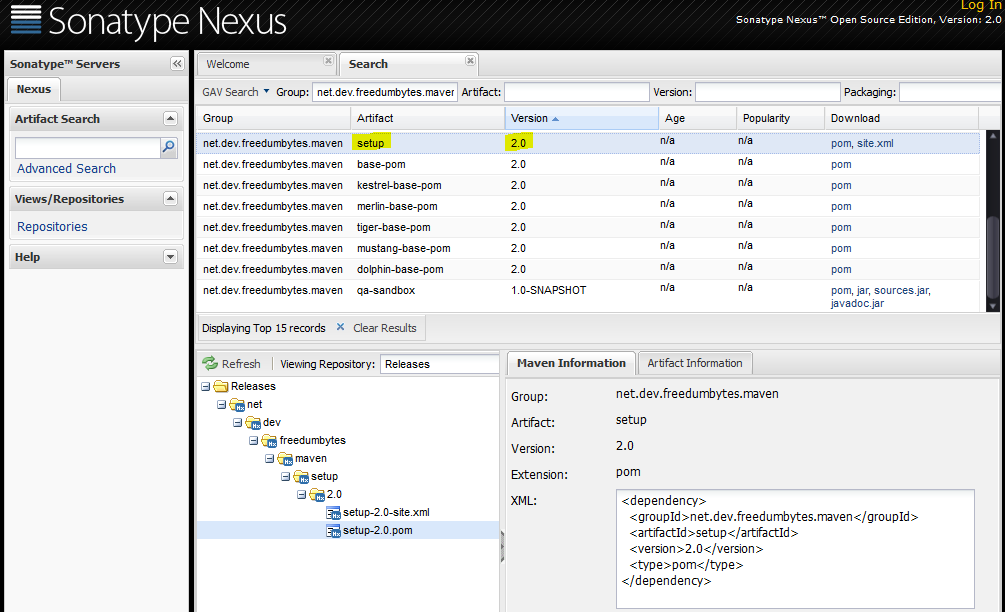 Log In
Sonatype Nexus
Sonatype Nexus™ Open Source Edition, Version: 2.0
Sonatype™ Servers
Nexus
Artifact Search
Advanced Search
Views/Repositories
Repositories
Help
Welcome
Search
GAV Search Group: net.dev.freedumbytes.maven Artifact: Version: Packaging:
Group Artifact Version Age Popularity Download
net.dev.freedumbytes.maven setup 2.0 n/a n/a pom, site.xml
net.dev.freedumbytes.maven base-pom 2.0 n/a n/a pom
net.dev.freedumbytes.maven kestrel-base-pom 2.0 n/a n/a pom
net.dev.freedumbytes.maven merlin-base-pom 2.0 n/a n/a pom
net.dev.freedumbytes.maven tiger-base-pom 2.0 n/a n/a pom
net.dev.freedumbytes.maven mustang-base-pom 2.0 n/a n/a pom
net.dev.freedumbytes.maven dolphin-base-pom 2.0 n/a n/a pom
net.dev.freedumbytes.maven qa-sandbox 1.0-SNAPSHOT n/a n/a pom, jar, sources.jar,
javadoc.jar
Displaying Top 15 records Clear Results
Refresh Viewing Repository: Releases
Releases
net
dev
freedumbytes
maven
setup
2.0
setup-2.0-site.xml
setup-2.0.pom
Maven Information
Artifact Information
Group: net.dev.freedumbytes.maven
Artifact: setup
Version: 2.0
Extension: pom
XML:
<dependency>
<groupId>net.dev.freedumbytes.maven</groupId>
<artifactId>setup</artifactId>
<version>2.0</version>
<type>pom</type>
</dependency>